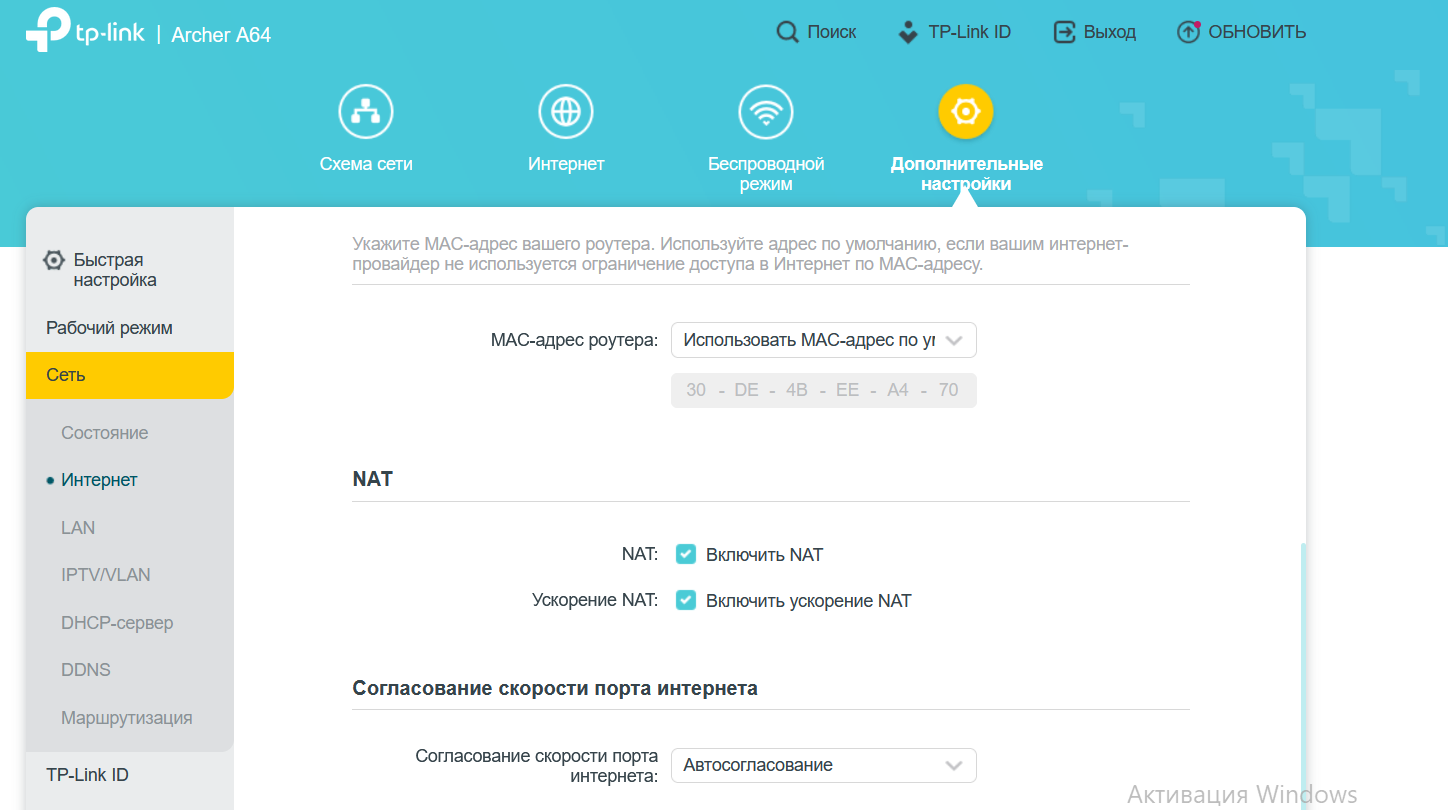 tp-link | Archer A64
Поиск
TP-Link ID
Выход
ОБНОВИТЬ
Схема сети
Интернет
Беспроводной
режим
Дополнительные
настройки
Быстрая
настройка
Рабочий режим
Сеть
Состояние
Интернет
LAN
IPTV/VLAN
DHCP-сервер
DDNS
Маршрутизация
TP-Link ID
Укажите MAC-адрес вашего роутера. Используйте адрес по умолчанию, если вашим интернет-
провайдер не используется ограничение доступа в Интернет по MAC-адресу.
MAC-адрес роутера:
Использовать MAC-адрес по ум
30 - DE - 4B - EE - A4 - 70
NAT
NAT:
Включить NAT
Ускорение NAT:
Включить ускорение NAT
Согласование скорости порта интернета
Согласование скорости порта
интернета:
Автосогласование
Активация Windows